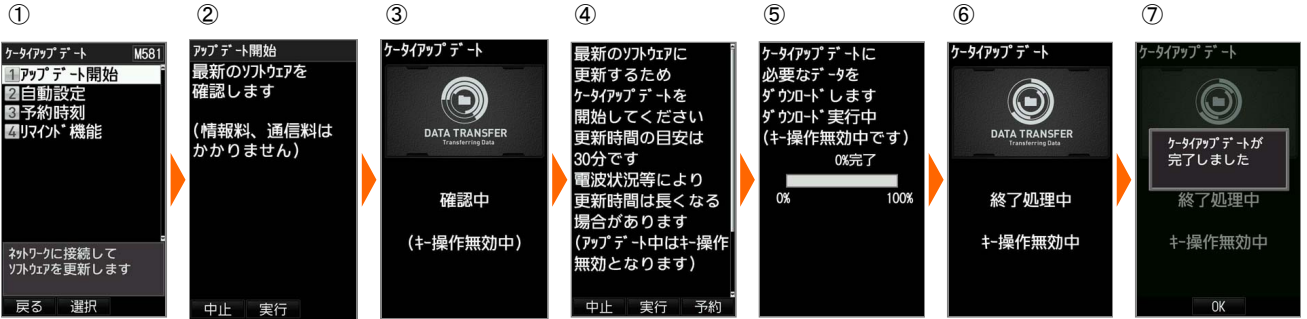 ①
ｹｰﾀｲｱｯﾌﾟﾃﾞｰﾄ M581
1 ｱｯﾌﾟﾃﾞｰﾄ開始
2 自動設定
3 予約時刻
4 ﾘﾏｲﾝﾄﾞ機能
ﾈｯﾄﾜｰｸに接続して
ｿﾌﾄｳｪｱを更新します
戻る 選択
②
ｱｯﾌﾟﾃﾞｰﾄ開始
最新のｿﾌﾄｳｪｱを
確認します
(情報料、通信料は
かかりません)
中止 実行
③
ｹｰﾀｲｱｯﾌﾟﾃﾞｰﾄ
DATA TRANSFER
Transferring Data
確認中
(ｷｰ操作無効中)
④
最新のｿﾌﾄｳｪｱに
更新するため
ｹｰﾀｲｱｯﾌﾟﾃﾞｰﾄを
開始してください
更新時間の目安は
30分です
電波状況等により
更新時間は長くなる
場合があります
(ｱｯﾌﾟﾃﾞｰﾄ中はｷｰ操作
無効となります)
中止 実行 予約
⑤
ｹｰﾀｲｱｯﾌﾟﾃﾞｰﾄに
必要なﾃﾞｰﾀを
ﾀﾞｳﾝﾛｰﾄﾞします
ﾀﾞｳﾝﾛｰﾄﾞ実行中
(ｷｰ操作無効中です)
0%完了
0% 100%
⑥
ｹｰﾀｲｱｯﾌﾟﾃﾞｰﾄ
DATA TRANSFER
Transferring Data
終了処理中
ｷｰ操作無効中
⑦
ｹｰﾀｲｱｯﾌﾟﾃﾞｰﾄ
ｹｰﾀｲｱｯﾌﾟﾃﾞｰﾄが
完了しました
終了処理中
ｷｰ操作無効中
OK